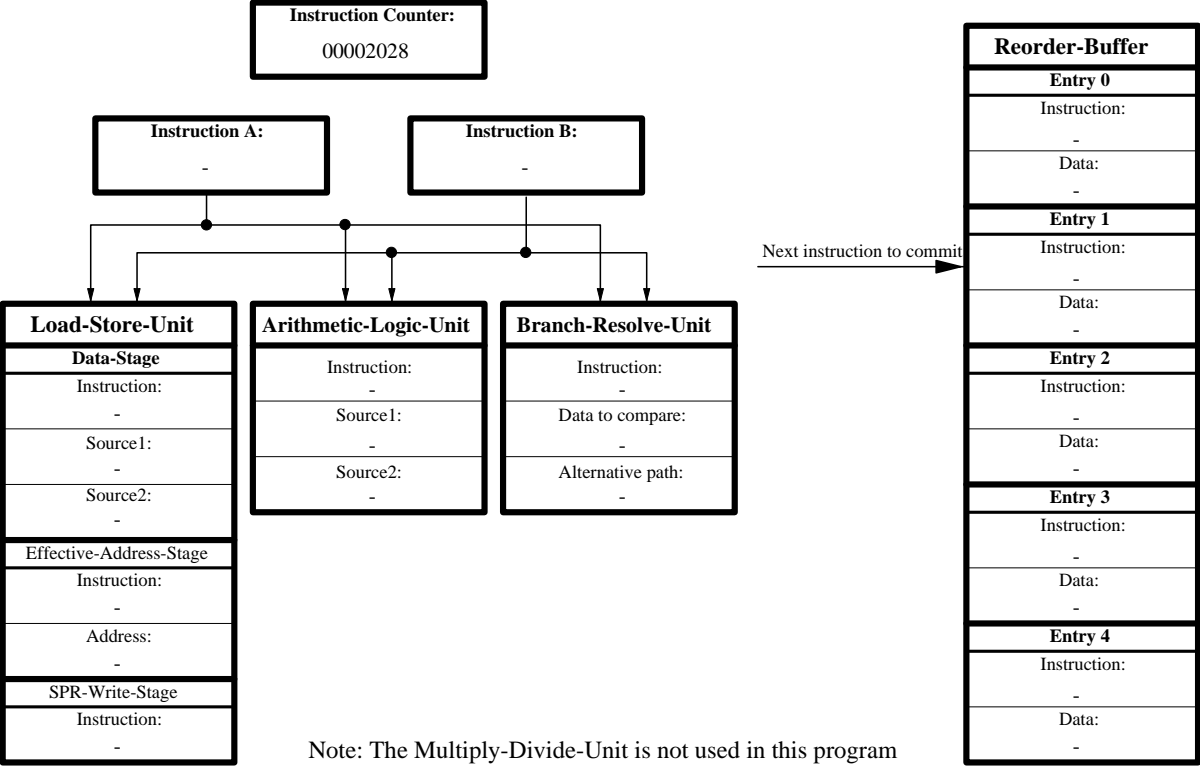 Instruction Counter:
00002028
Instruction A:
-
Instruction B:
-
Load-Store-Unit
Data-Stage
Instruction:
-
Source1:
-
Source2:
-
Effective-Address-Stage
Instruction:
-
Address:
-
SPR-Write-Stage
Instruction:
-
Arithmetic-Logic-Unit
Instruction:
-
Source1:
-
Source2:
-
Branch-Resolve-Unit
Instruction:
-
Data to compare:
-
Alternative path:
-
Next instruction to commit
Reorder-Buffer
Entry 0
Instruction:
-
Data:
-
Entry 1
Instruction:
-
Data:
-
Entry 2
Instruction:
-
Data:
-
Entry 3
Instruction:
-
Data:
-
Entry 4
Instruction:
-
Data:
-
Note: The Multiply-Divide-Unit is not used in this program